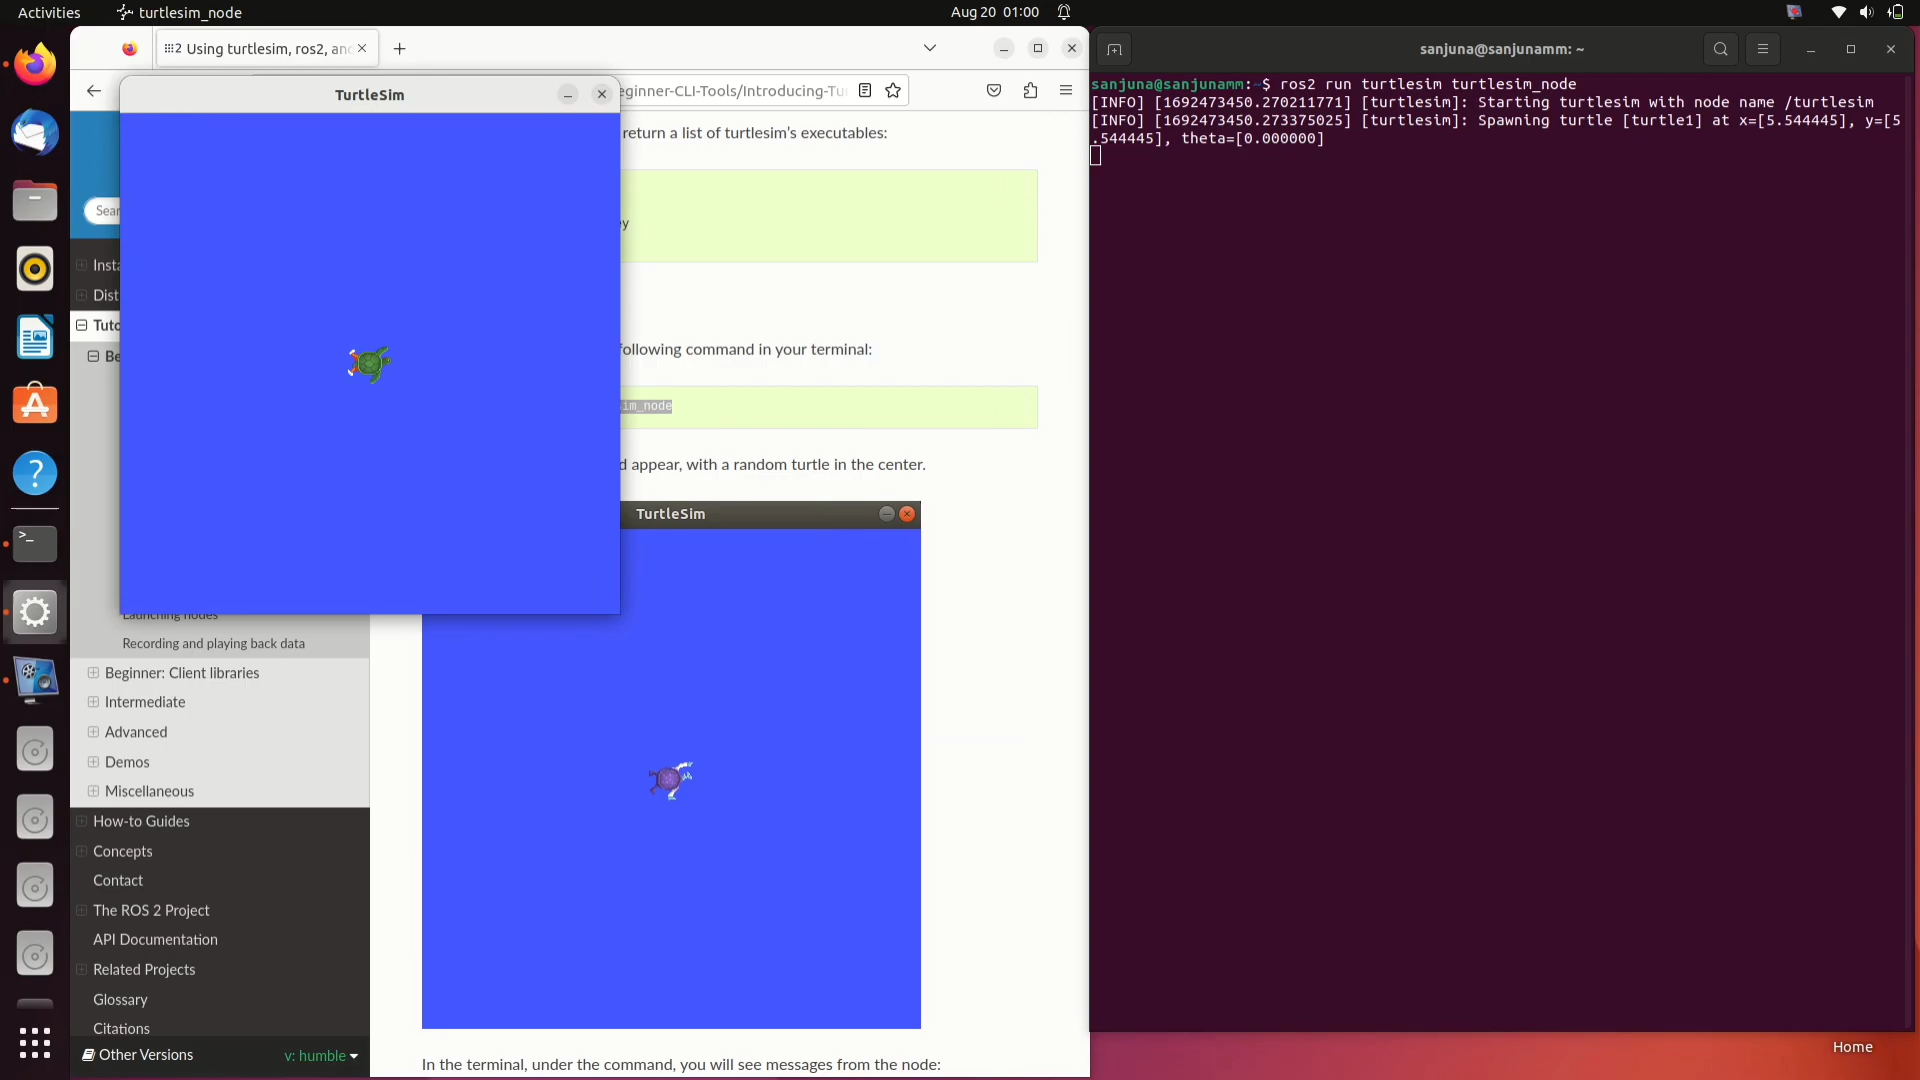 Activities
turtlesim_node
Aug 20 01:00
Using turtlesim, ros2, and
eginner-CLI-Tools/Introducing-Tu
TurtleSim
Sear
Insta
Dist
Tuto
Be
return a list of turtlesim's executables:
ey
following command in your terminal:
sim_node
d appear, with a random turtle in the center.
TurtleSim
Launching nodes
Recording and playing back data
Beginner: Client libraries
Intermediate
Advanced
Demos
Miscellaneous
How-to Guides
Concepts
Contact
The ROS 2 Project
API Documentation
Related Projects
Glossary
Citations
Other Versions
v: humble
In the terminal, under the command, you will see messages from the node:
sanjuna@sanjunamm: ~
sanjuna@sanjunamm:~$ ros2 run turtlesim turtlesim_node
[INFO] [1692473450.270211771] [turtlesim]: Starting turtlesim with node name /turtlesim
[INFO] [1692473450.273375025] [turtlesim]: Spawning turtle [turtle1] at x=[5.544445], y=[5
.544445], theta=[0.000000]
Home